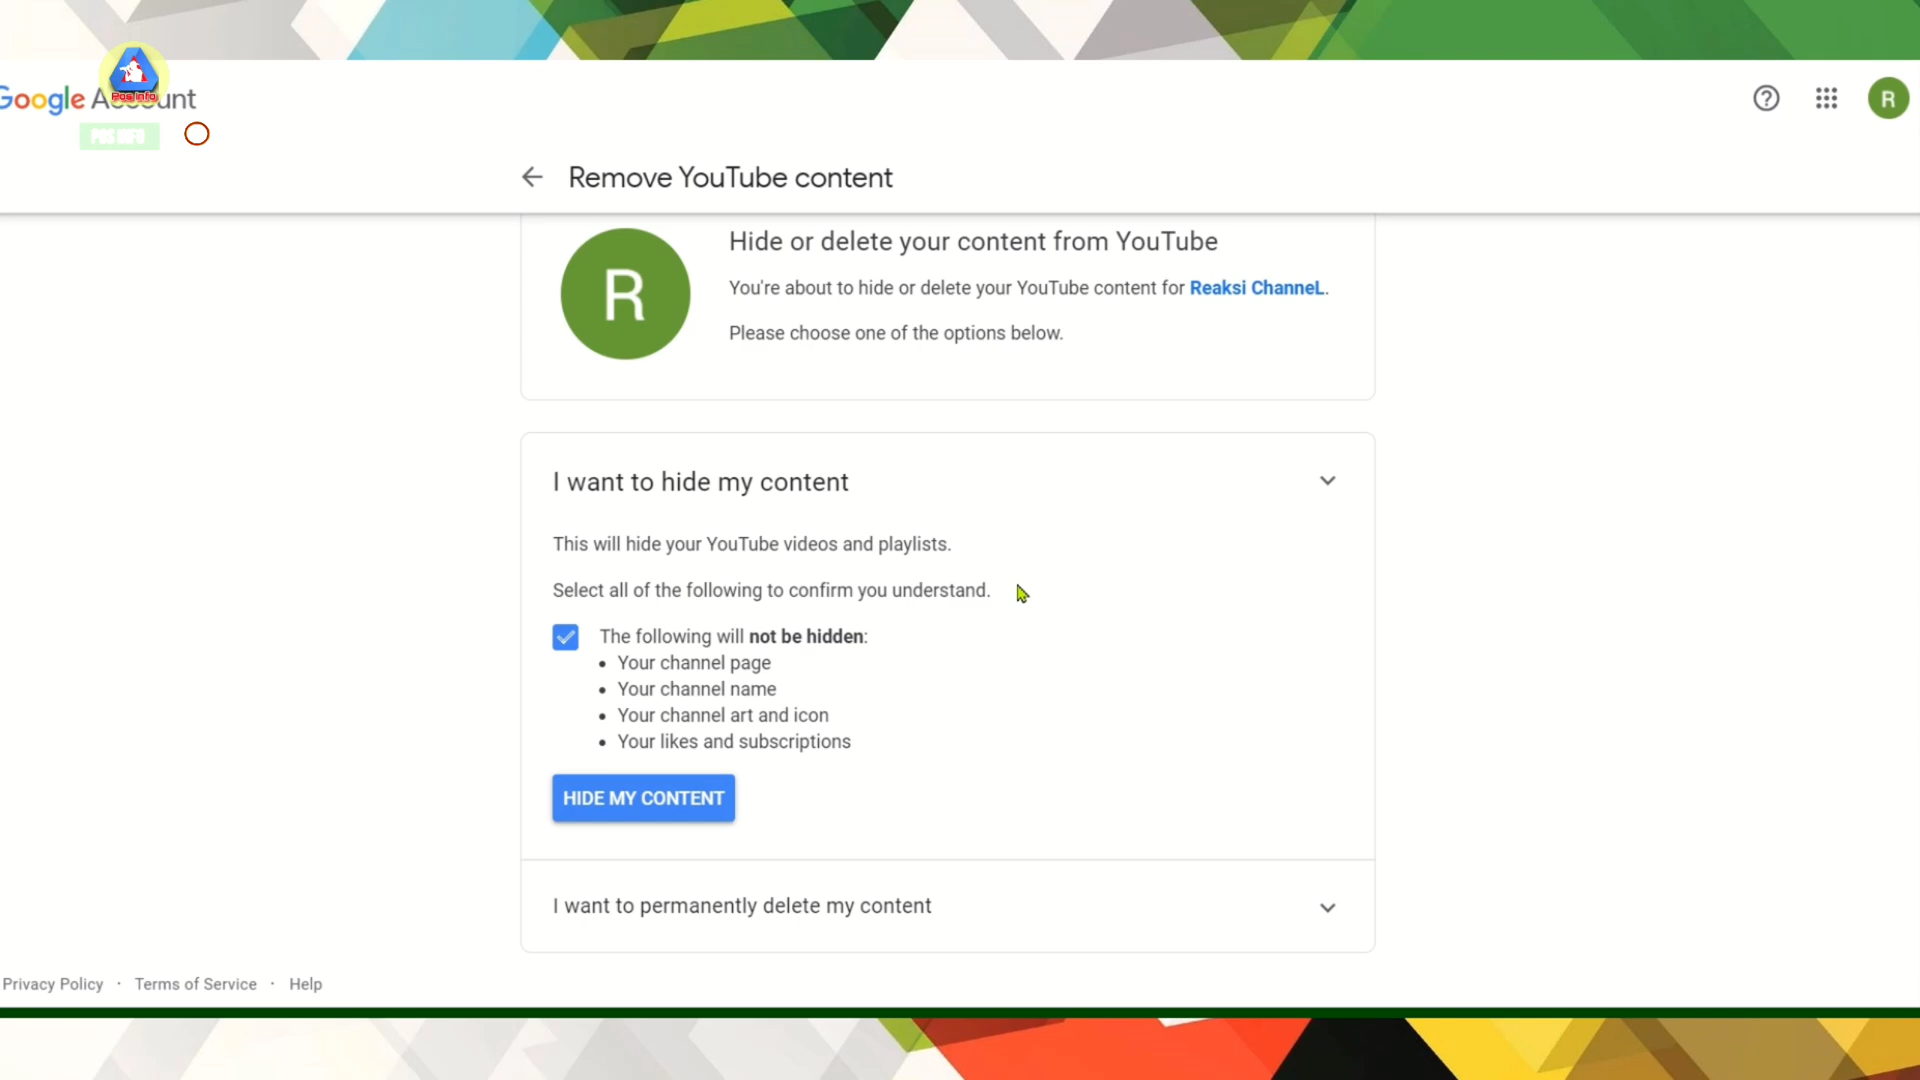 Google Account
Pos Info
POS INFO
R
Remove YouTube content
R
Hide or delete your content from YouTube
You're about to hide or delete your YouTube content for Reaksi ChanneL.
Please choose one of the options below.
I want to hide my content
This will hide your YouTube videos and playlists.
Select all of the following to confirm you understand.
The following will not be hidden:
• Your channel page
• Your channel name
• Your channel art and icon
• Your likes and subscriptions
HIDE MY CONTENT
I want to permanently delete my content
Privacy Policy · Terms of Service · Help